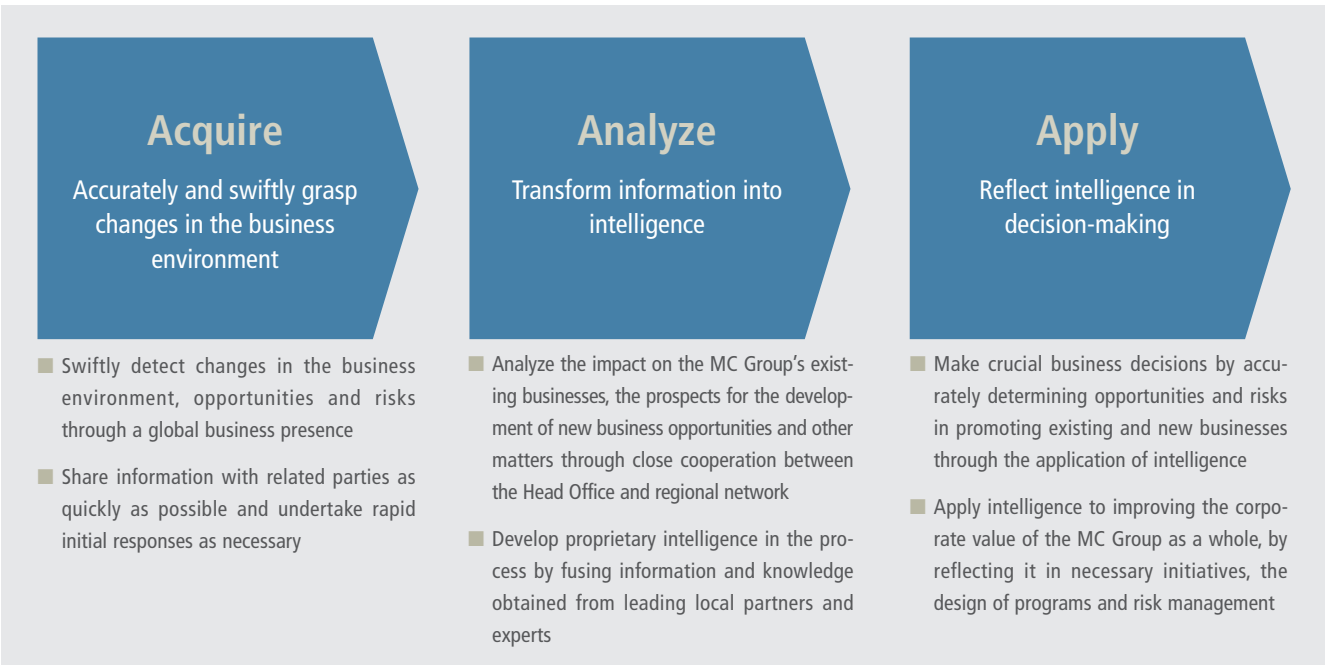 Acquire
Accurately and swiftly grasp
changes in the business
environment
Swiftly detect changes in the business
environment, opportunities and risks
through a global business presence
Share information with related parties as
quickly as possible and undertake rapid
initial responses as necessary
Analyze
Transform information into
intelligence
Analyze the impact on the MC Group’s exist-
ing businesses, the prospects for the develop-
ment of new business opportunities and other
matters through close cooperation between
the Head Office and regional network
Develop proprietary intelligence in the pro-
cess by fusing information and knowledge
obtained from leading local partners and
experts
Apply
Reflect intelligence in
decision-making
Make crucial business decisions by accu-
rately determining opportunities and risks
in promoting existing and new businesses
through the application of intelligence
Apply intelligence to improving the corpo-
rate value of the MC Group as a whole, by
reflecting it in necessary initiatives, the
design of programs and risk management